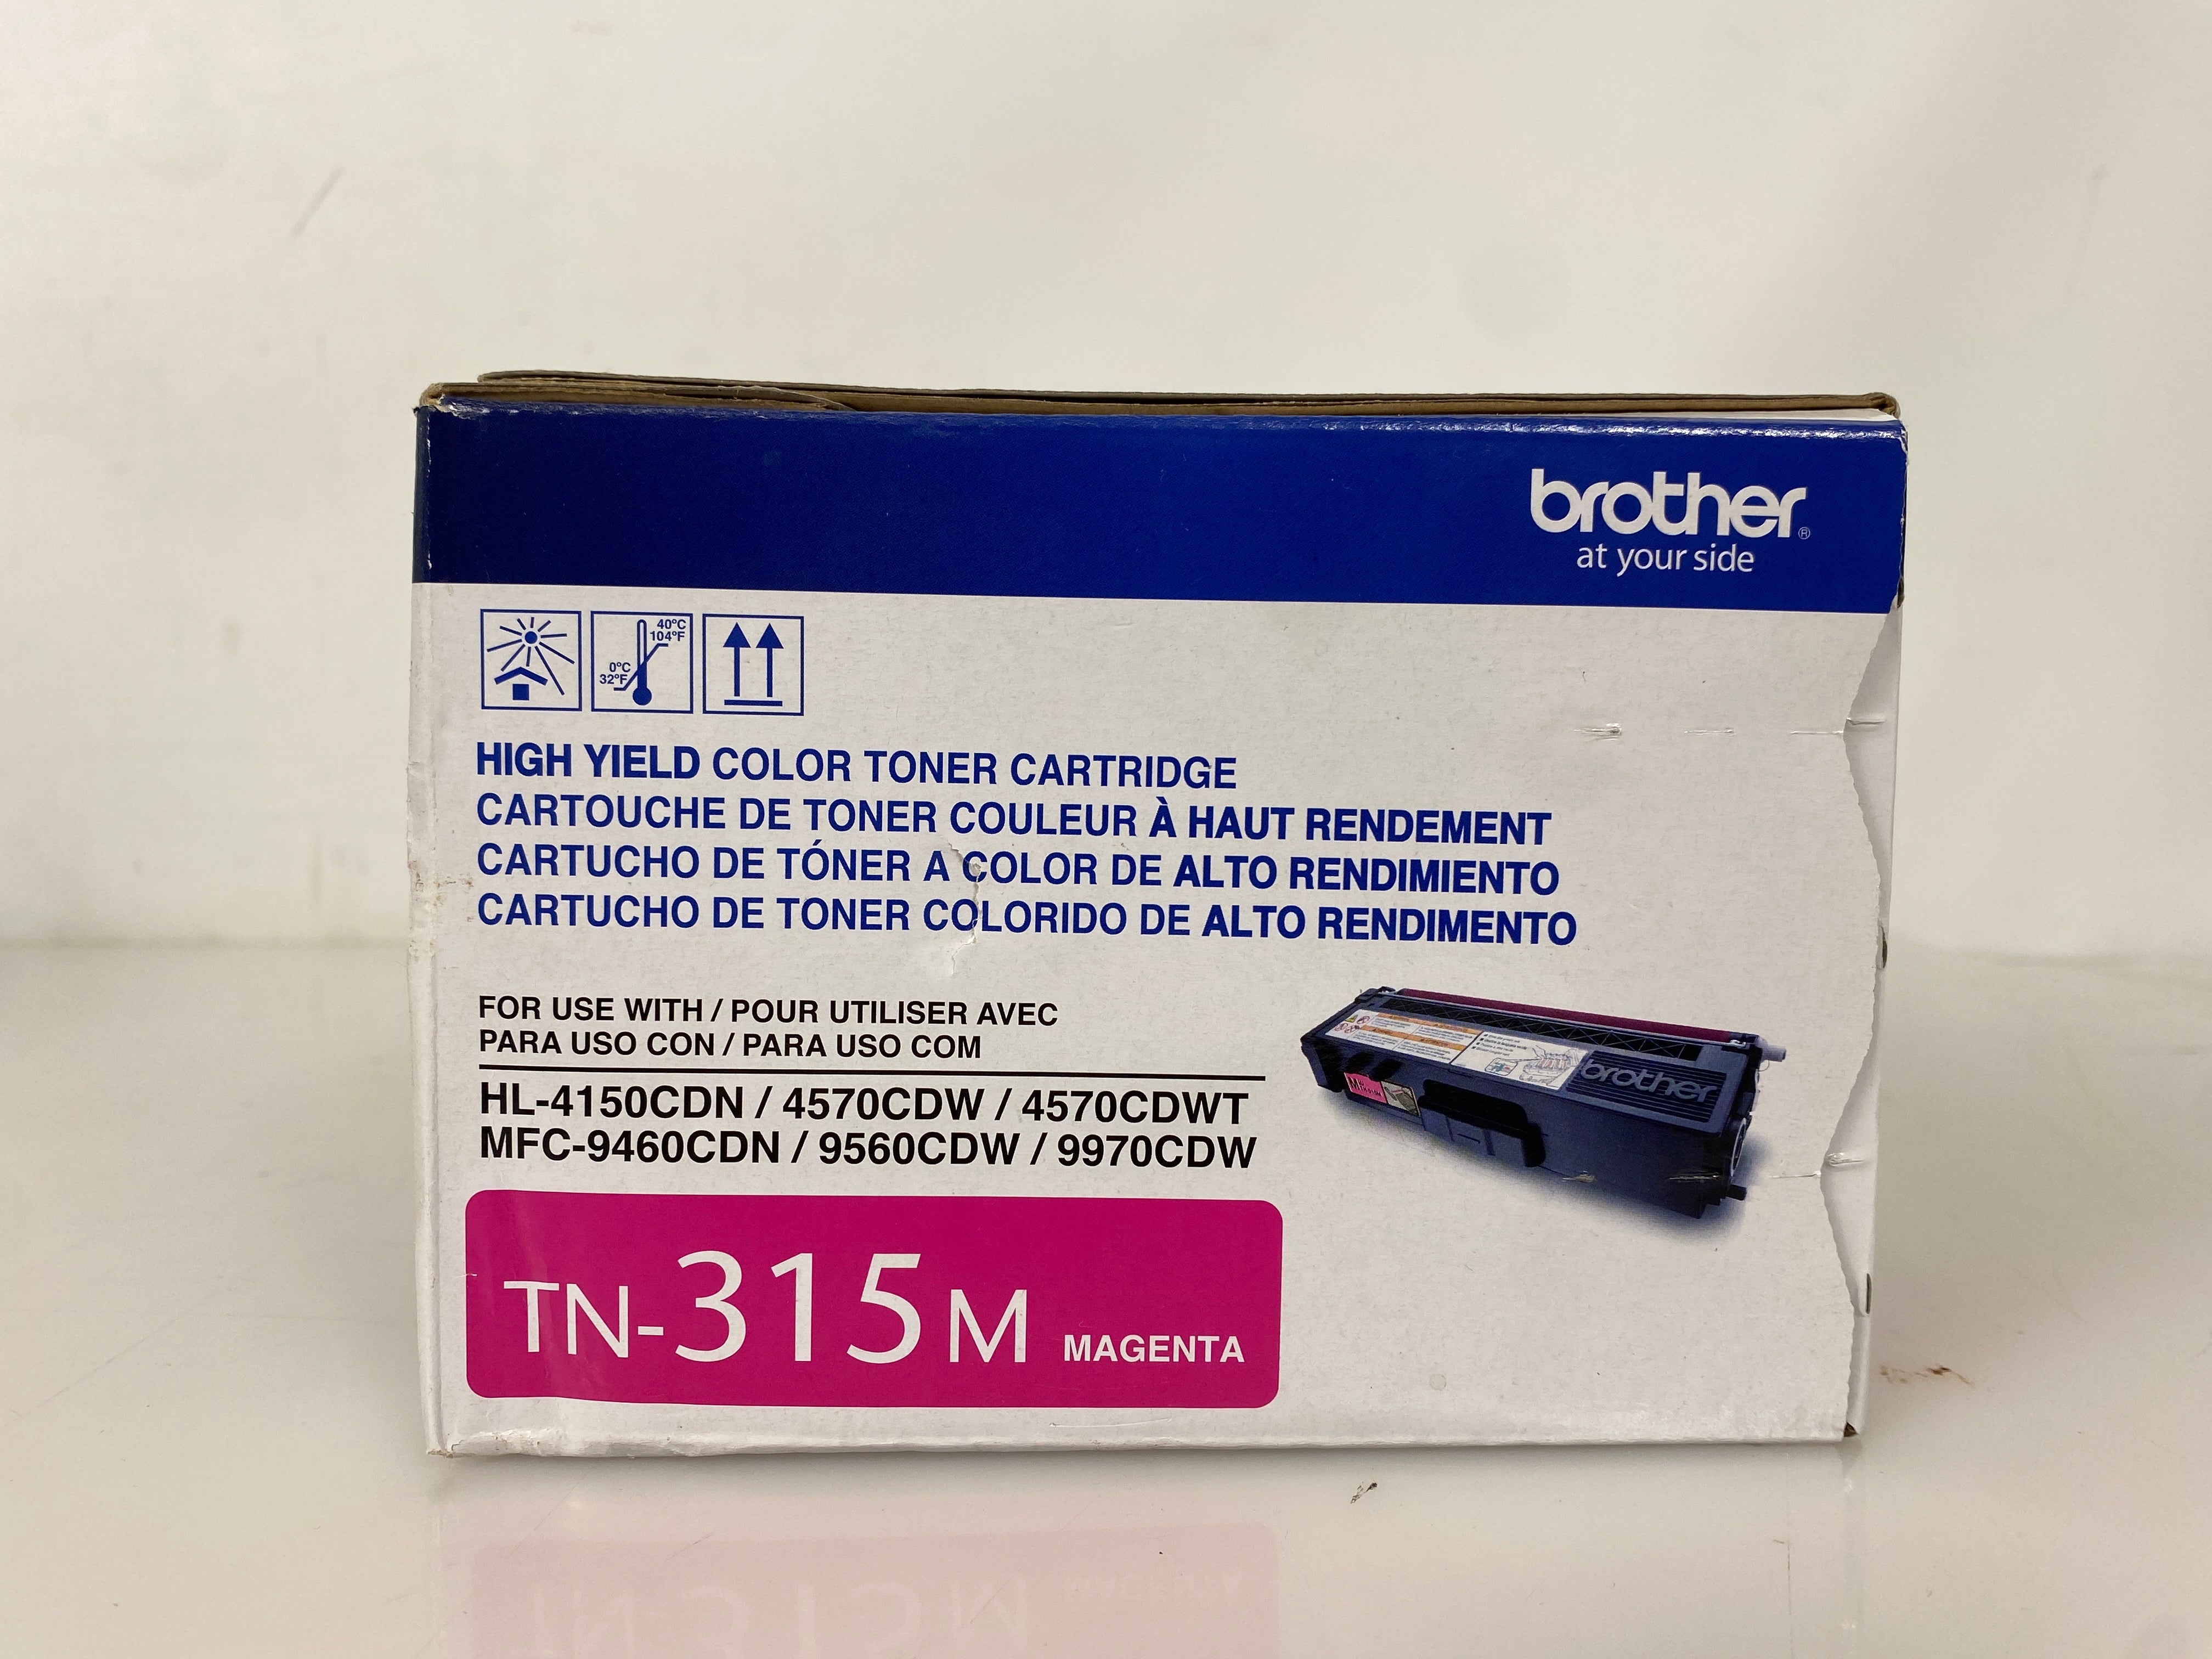 brother®
at your side
40°C
104°F
0°C
32°F
HIGH YIELD COLOR TONER CARTRIDGE
CARTOUCHE DE TONER COULEUR À HAUT RENDEMENT
CARTUCHO DE TÓNER A COLOR DE ALTO RENDIMIENTO
CARTUCHO DE TONER COLORIDO DE ALTO RENDIMENTO
FOR USE WITH / POUR UTILISER AVEC
PARA USO CON / PARA USO COM
HL-4150CDN / 4570CDW / 4570CDWT
MFC-9460CDN / 9560CDW / 9970CDW
brother
TN-315M MAGENTA